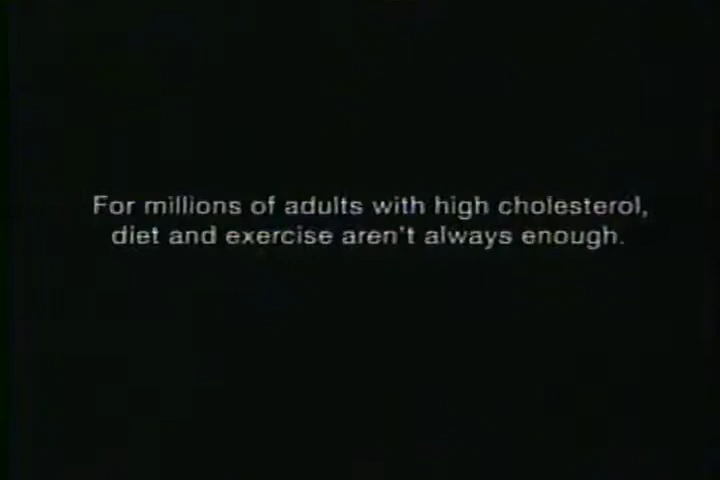 For millions of adults with high cholesterol,
diet and exercise aren't always enough.